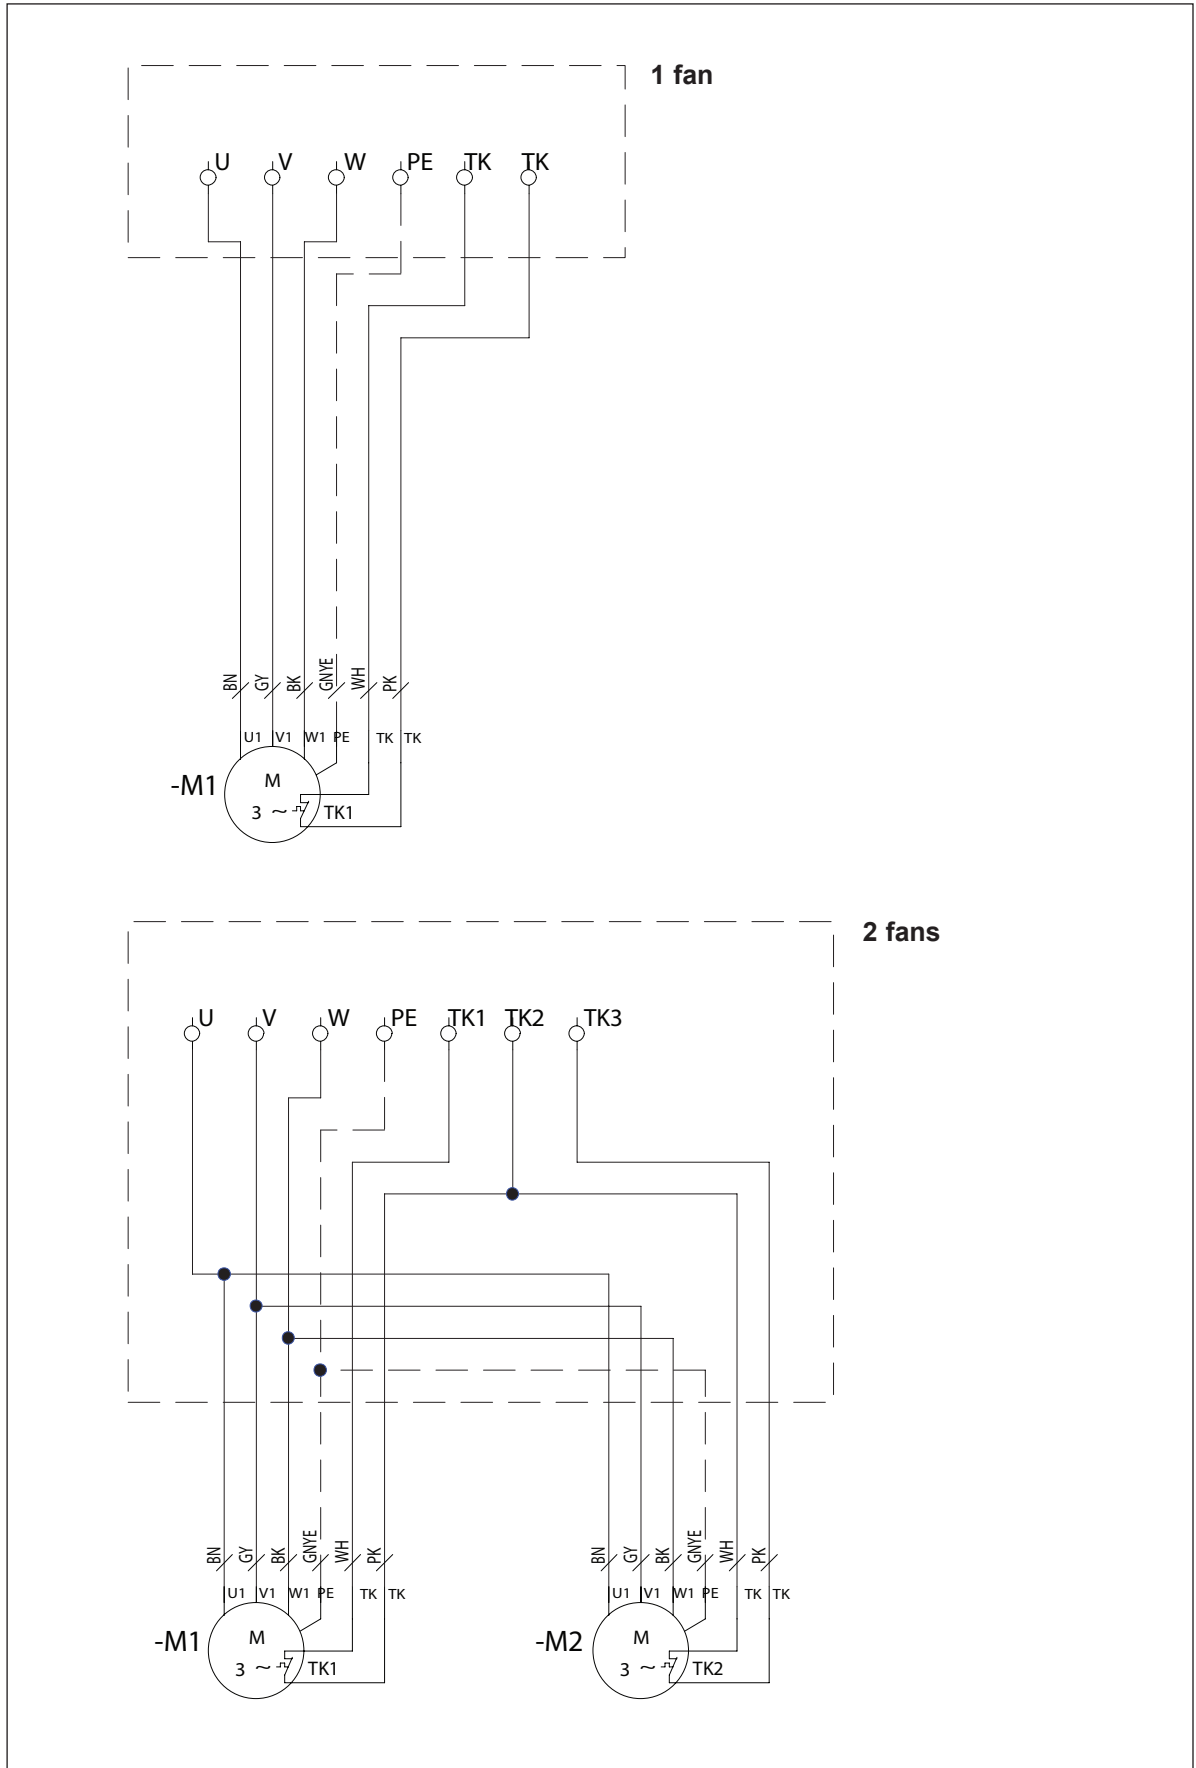 1 fan
U V W PE TK TK
BN GY BK GNYE WH PK
U1 V1 W1 PE TK TK
-M1
M
3 ~ TK1
2 fans
U V W PE TK1 TK2 TK3
BN GY BK GNYE WH PK BN GY BK GNYE WH PK
U1 V1 W1 PE TK TK U1 V1 W1 PE TK TK
-M1 M -M2 M
3 ~ TK1 3 ~ TK2